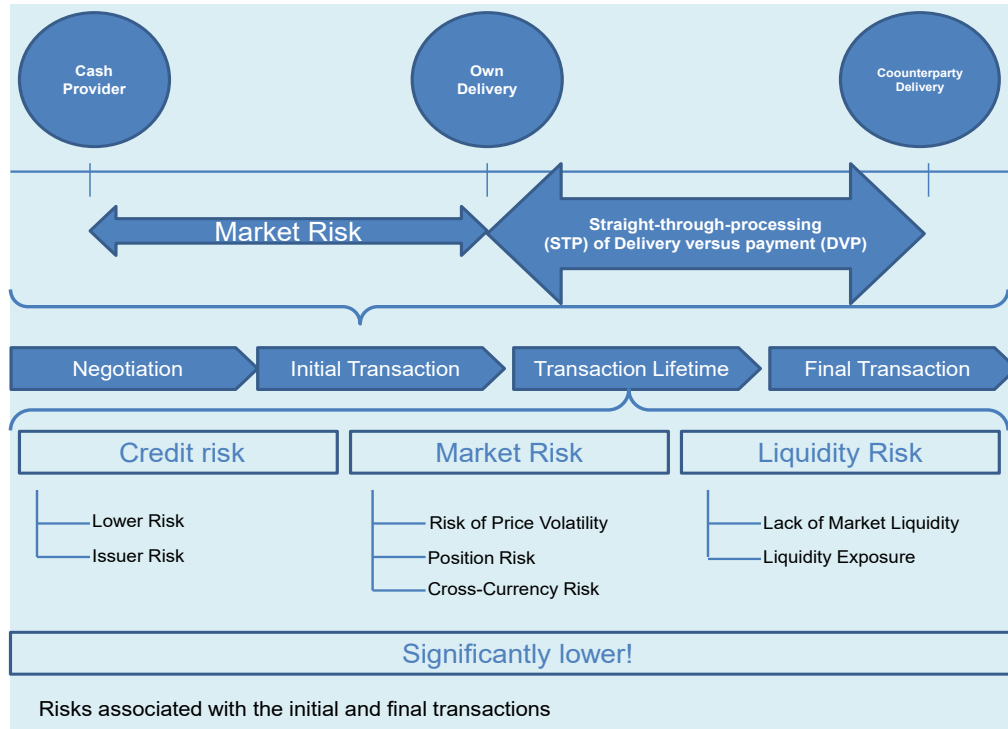 Cash
Provider
Own
Delivery
Coounterparty
Delivery
Market Risk
Straight-through-processing
(STP) of Delivery versus payment (DVP)
Negotiation
Initial Transaction
Transaction Lifetime
Final Transaction
Credit risk
Market Risk
Liquidity Risk
Lower Risk
Issuer Risk
Risk of Price Volatility
Position Risk
Cross-Currency Risk
Lack of Market Liquidity
Liquidity Exposure
Significantly lower!
Risks associated with the initial and final transactions